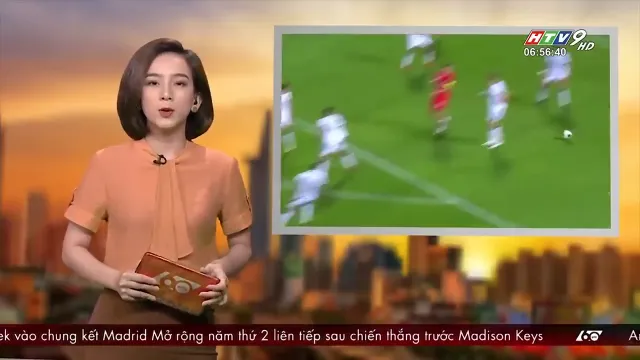 HTV9 HD
06:56:40
ek vào chung kết Madrid Mở rộng năm thứ 2 liên tiếp sau chiến thắng trước Madison Keys
60